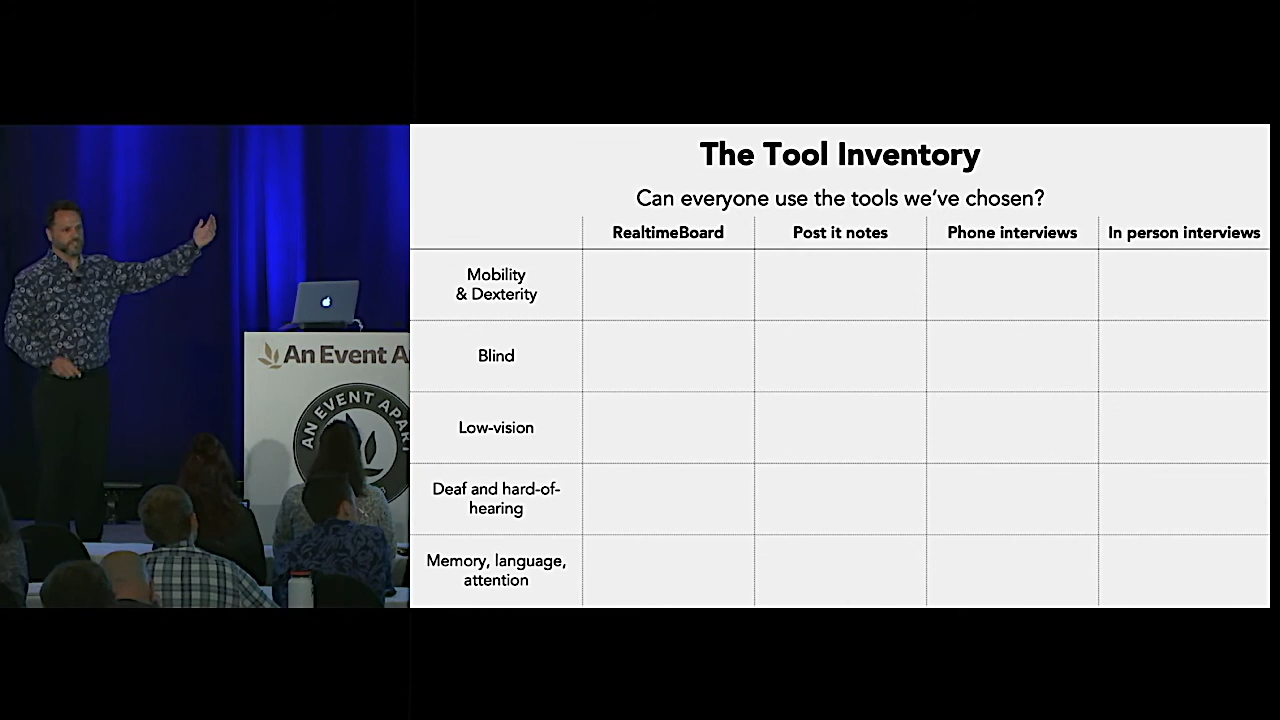 The Tool Inventory
Can everyone use the tools we've chosen?
RealtimeBoard
Post it notes
Phone interviews
In person interviews
Mobility
& Dexterity
Blind
Low-vision
Deaf and hard-of-
hearing
Memory, language,
attention
An Event A
AN EVENT APART